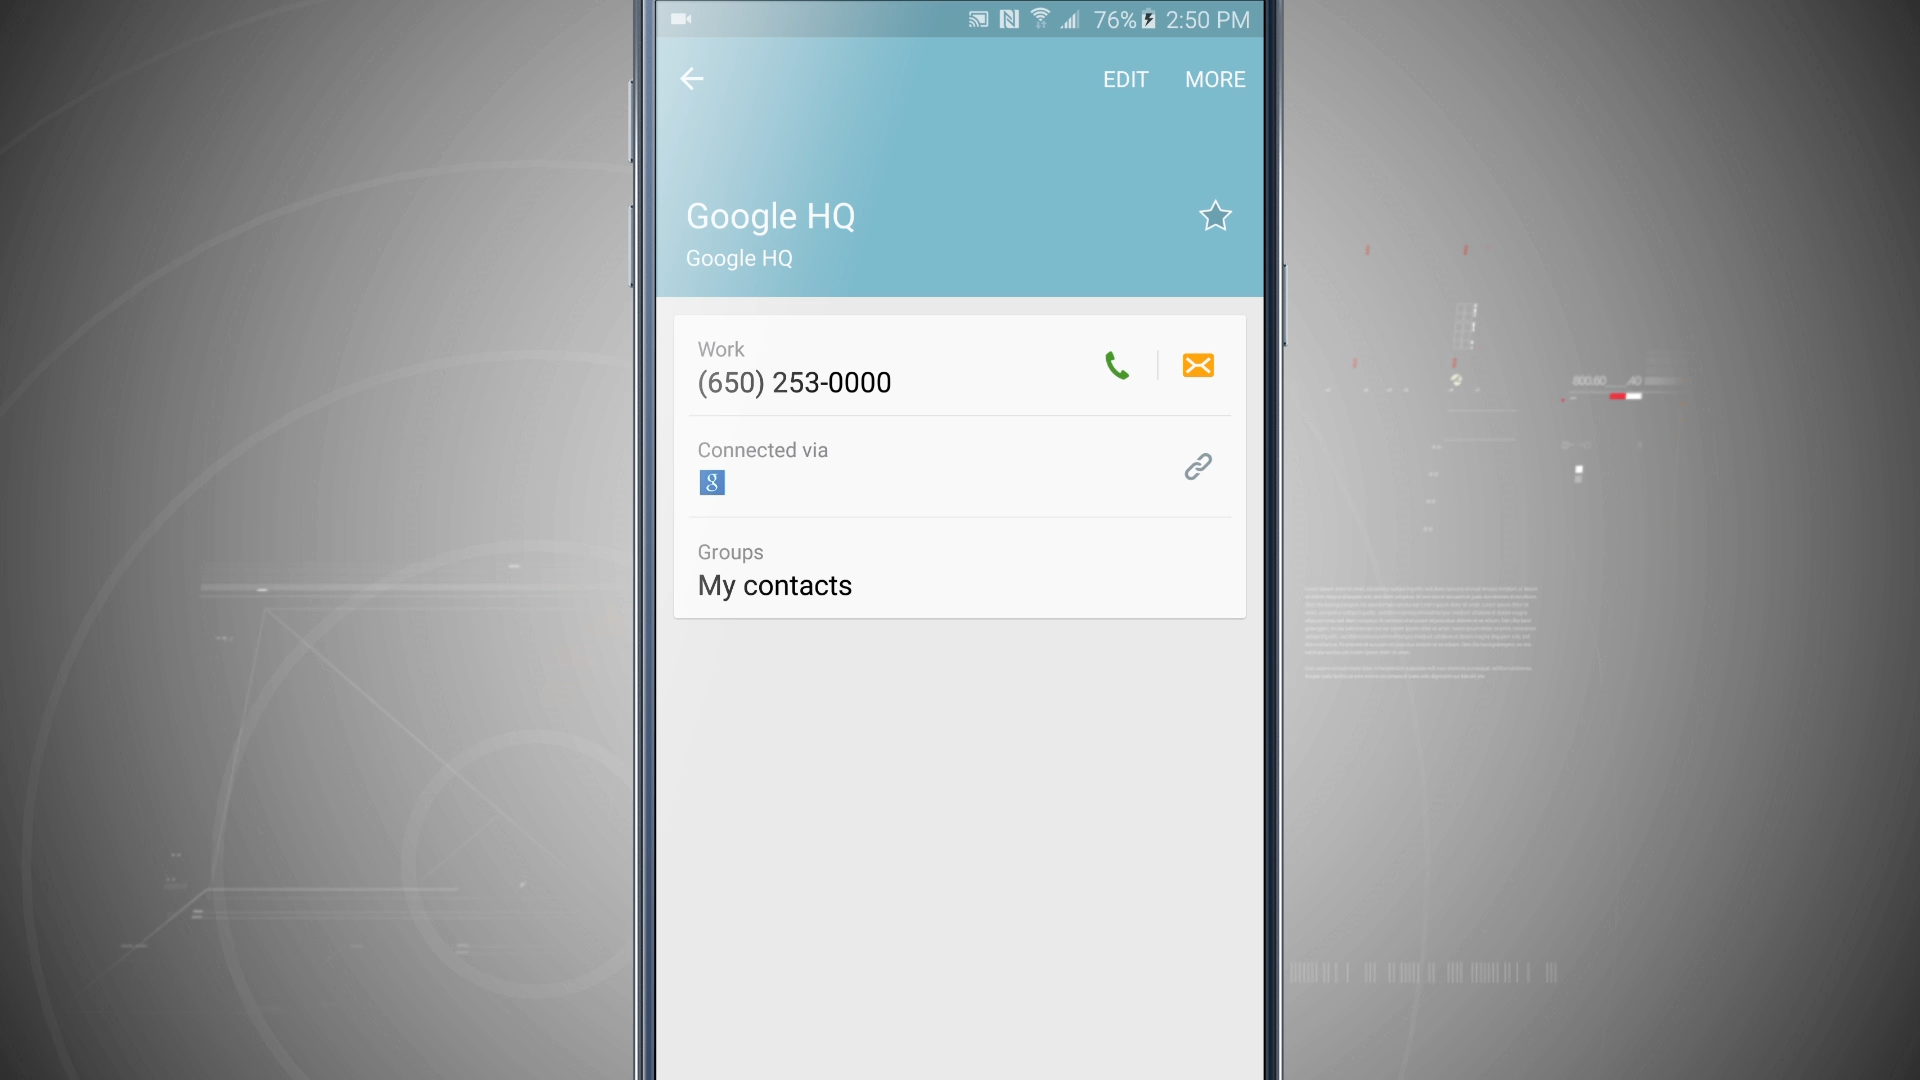 76% 2:50 PM
EDIT MORE
Google HQ
Google HQ
Work
(650) 253-0000
Connected via
g
Groups
My contacts